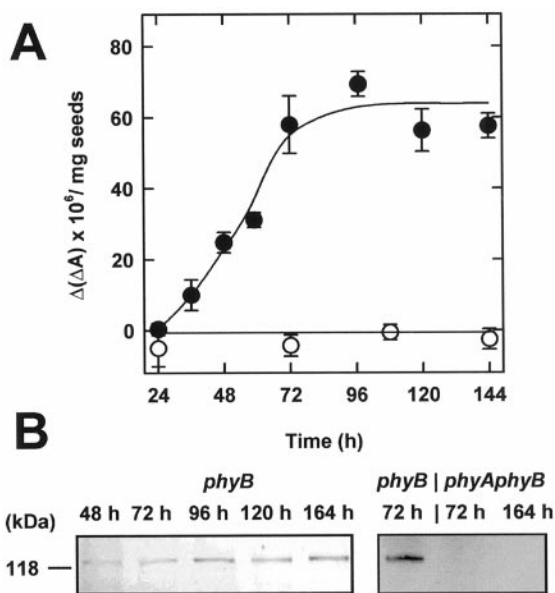 A
Δ(ΔA) x 10⁶/ mg seeds
80
60
40
20
0
24 48 72 96 120 144
Time (h)
B
phyB
phyB | phyAphyB
(kDa)
48 h 72 h 96 h 120 h 164 h
72 h | 72 h 164 h
118